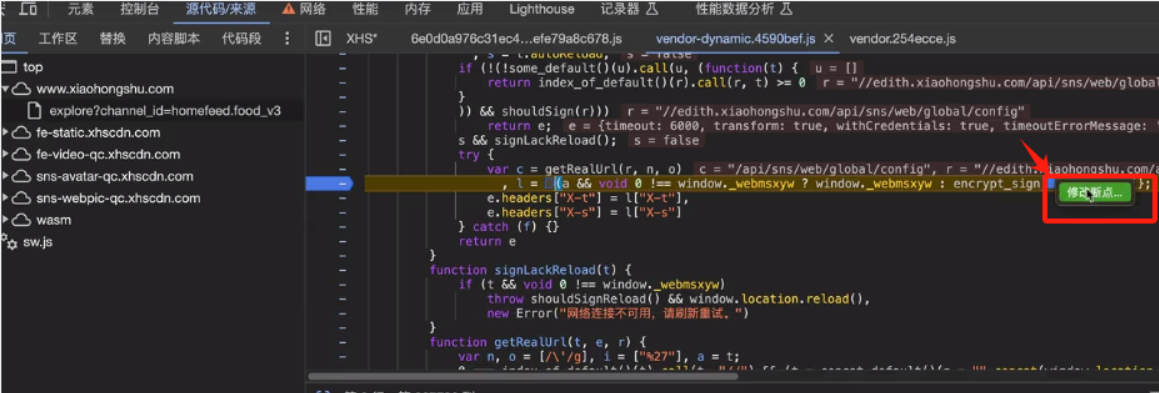 元素 控制台 源代码/来源 网络 性能 内存 应用 Lighthouse 记录器 性能数据分析
工作区 替换 内容脚本 代码段 XHS* 6e0d0a976c31ec4...efe79a8c678.js vendor-dynamic.4590bef.js × vendor.254ecce.js
top
www.xiaohongshu.com
explore?channel_id=homefeed.food_v3
fe-static.xhscdn.com
fe-video-qc.xhscdn.com
sns-avatar-qc.xhscdn.com
sns-webpic-qc.xhscdn.com
wasm
sw.js
, s = t.autoReload; s = false
if (!(!some_default()(u).call(u, (function(t) { u = []
return index_of_default()(r).call(r, t) >= 0 r = "//edith.xiaohongshu.com/api/sns/web/global
}
)) && shouldSign(r))) r = "//edith.xiaohongshu.com/api/sns/web/global/config"
return e; e = {timeout: 6000, transform: true, withCredentials: true, timeoutErrorMessage: "
s && signLackReload(); s = false
try {
var c = getRealUrl(r, n, o) c = "/api/sns/web/global/config", r = "//edith.xiaohongshu.com/a
, l = (a && void 0 !== window._webmsxyw ? window._webmsxyw : encrypt_sign };
修改断点...
e.headers["X-t"] = l["X-t"],
e.headers["X-s"] = l["X-s"]
} catch (f) {}
return e
}
function signLackReload(t) {
if (t && void 0 !== window._webmsxyw)
throw shouldSignReload() && window.location.reload(),
new Error("网络连接不可用，请刷新重试。")
}
function getRealUrl(t, e, r) {
var n, o = [/\'/g], i = ["%27"], a = t;